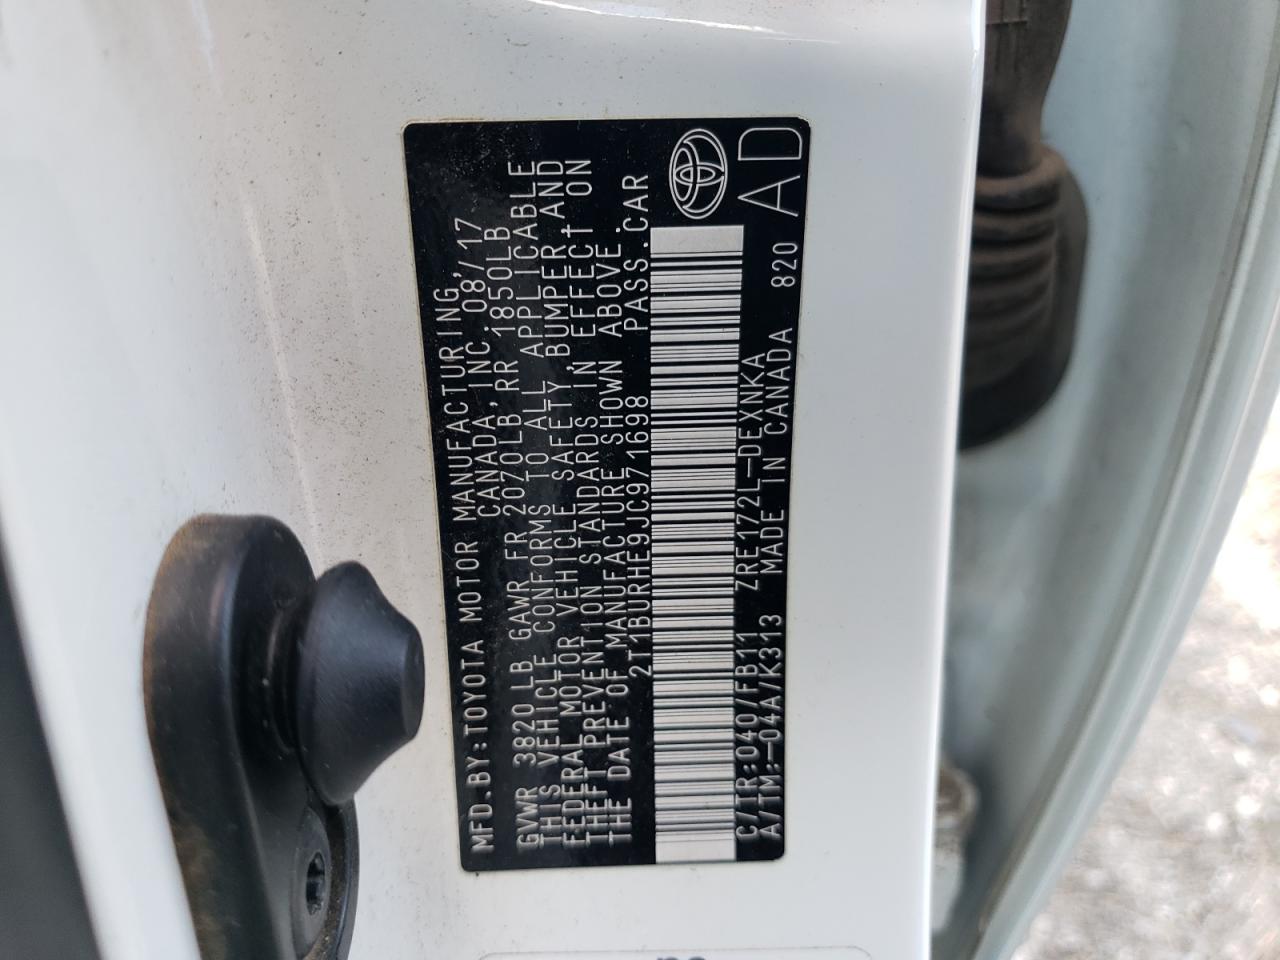 MFD.BY:TOYOTA MOTOR MANUFACTURING,
CANADA,INC. 08/17
GVWR 3820LB GAWR FR 2070LB,RR 1850LB
THIS VEHICLE CONFORMS TO ALL APPLICABLE
FEDERAL MOTOR VEHICLE SAFETY,BUMPER,AND
THEFT PREVENTION STANDARDS IN EFFECT ON
THE DATE OF MANUFACTURE SHOWN ABOVE.
2T1BURHE9JC971698 PASS.CAR
C/TR:040/FB11 ZRE172L-DEXNKA
A/TM:-04A/K313 MADE IN CANADA 820
AD